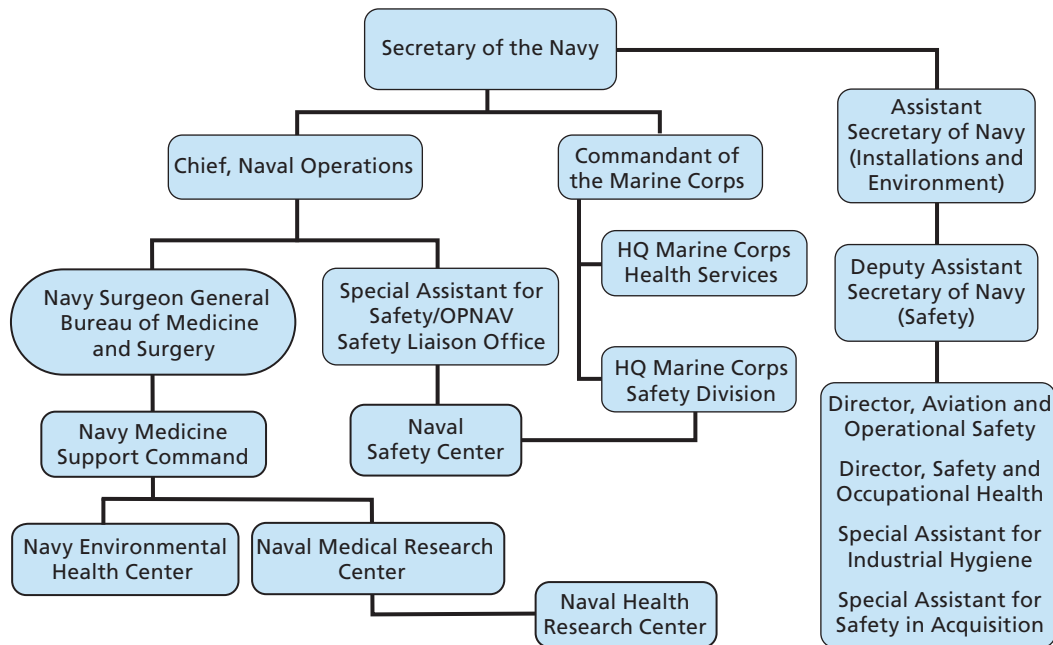 Secretary of the Navy
Assistant
Secretary of Navy
(Installations and
Environment)
Chief, Naval Operations
Commandant of
the Marine Corps
HQ Marine Corps
Health Services
Deputy Assistant
Secretary of Navy
(Safety)
Navy Surgeon General
Bureau of Medicine
and Surgery
Special Assistant for
Safety/OPNAV
Safety Liaison Office
HQ Marine Corps
Safety Division
Director, Aviation and
Operational Safety
Director, Safety and
Occupational Health
Special Assistant for
Industrial Hygiene
Special Assistant for
Safety in Acquisition
Navy Medicine
Support Command
Naval
Safety Center
Navy Environmental
Health Center
Naval Medical Research
Center
Naval Health
Research Center